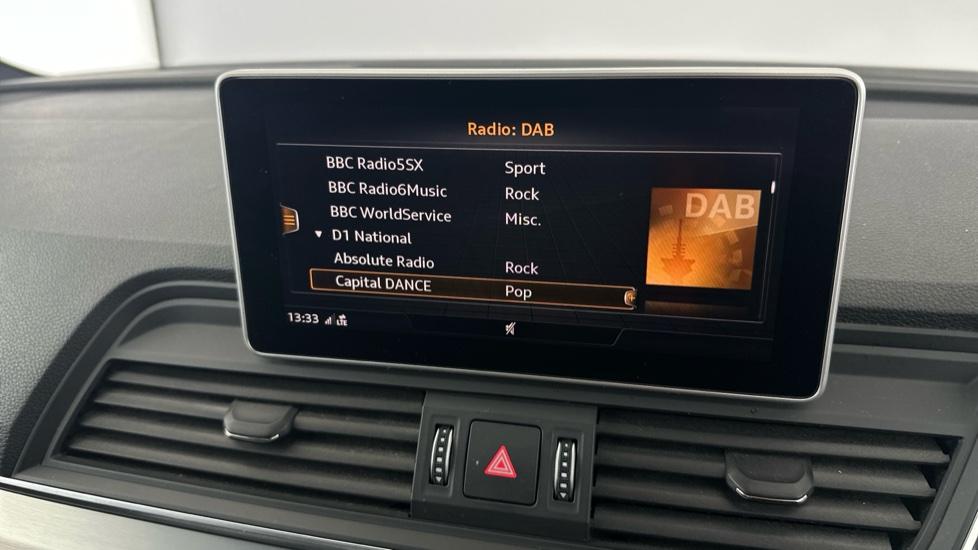 Radio: DAB
BBC Radio5SX Sport
BBC Radio6Music Rock
BBC WorldService Misc.
D1 National
Absolute Radio Rock
Capital DANCE Pop
DAB
13:33 LTE